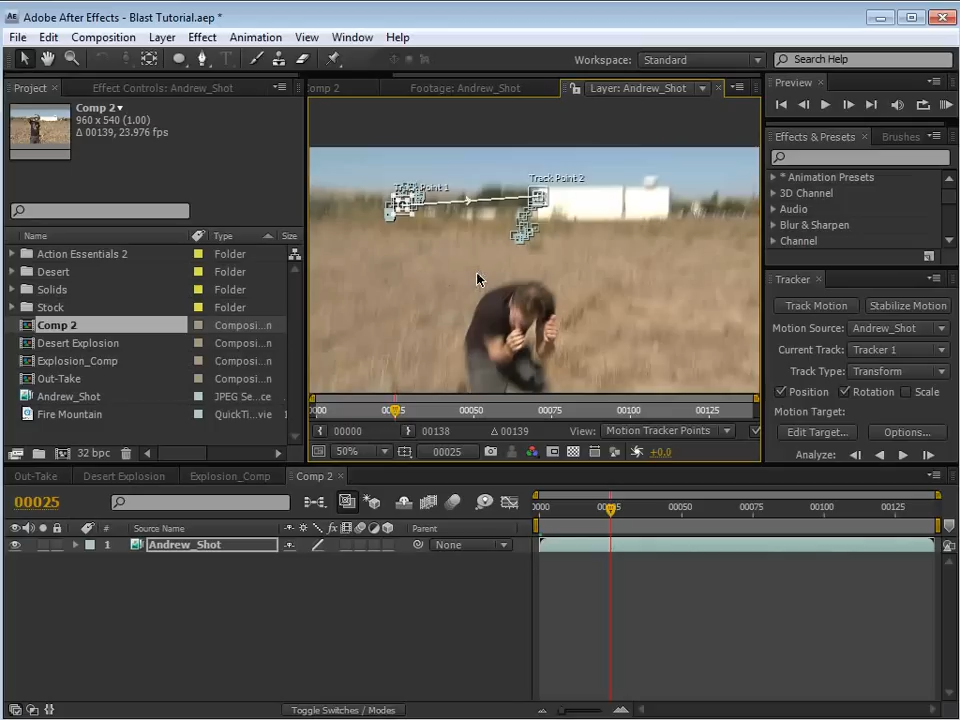 Adobe After Effects - Blast Tutorial.aep *
File Edit Composition Layer Effect Animation View Window Help
Workspace: Standard Search Help
Project Effect Controls: Andrew_Shot
Comp 2
960 x 540 (1.00)
Δ 00139, 23.976 fps
Name Type Size
Action Essentials 2 Folder
Desert Folder
Solids Folder
Stock Folder
Comp 2 Composi...n
Desert Explosion Composi...n
Explosion_Comp Composi...n
Out-Take Composi...n
Andrew_Shot JPEG Se...ce
Fire Mountain QuickTi...vie
32 bpc
omp 2 Footage: Andrew_Shot Layer: Andrew_Shot
Track Point 1
Track Point 2
00050 00075 00100 00125
00000 00138 Δ 00139 View: Motion Tracker Points
50% 00025 +0.0
Preview
Effects & Presets Brushes
* Animation Presets
3D Channel
Audio
Blur & Sharpen
Channel
Tracker
Track Motion Stabilize Motion
Motion Source: Andrew_Shot
Current Track: Tracker 1
Track Type: Transform
Position Rotation Scale
Motion Target:
Edit Target... Options...
Analyze:
Out-Take Desert Explosion Explosion_Comp Comp 2
00025
# Source Name Parent
1 Andrew_Shot None
00050 00075 00100 00125
Toggle Switches / Modes